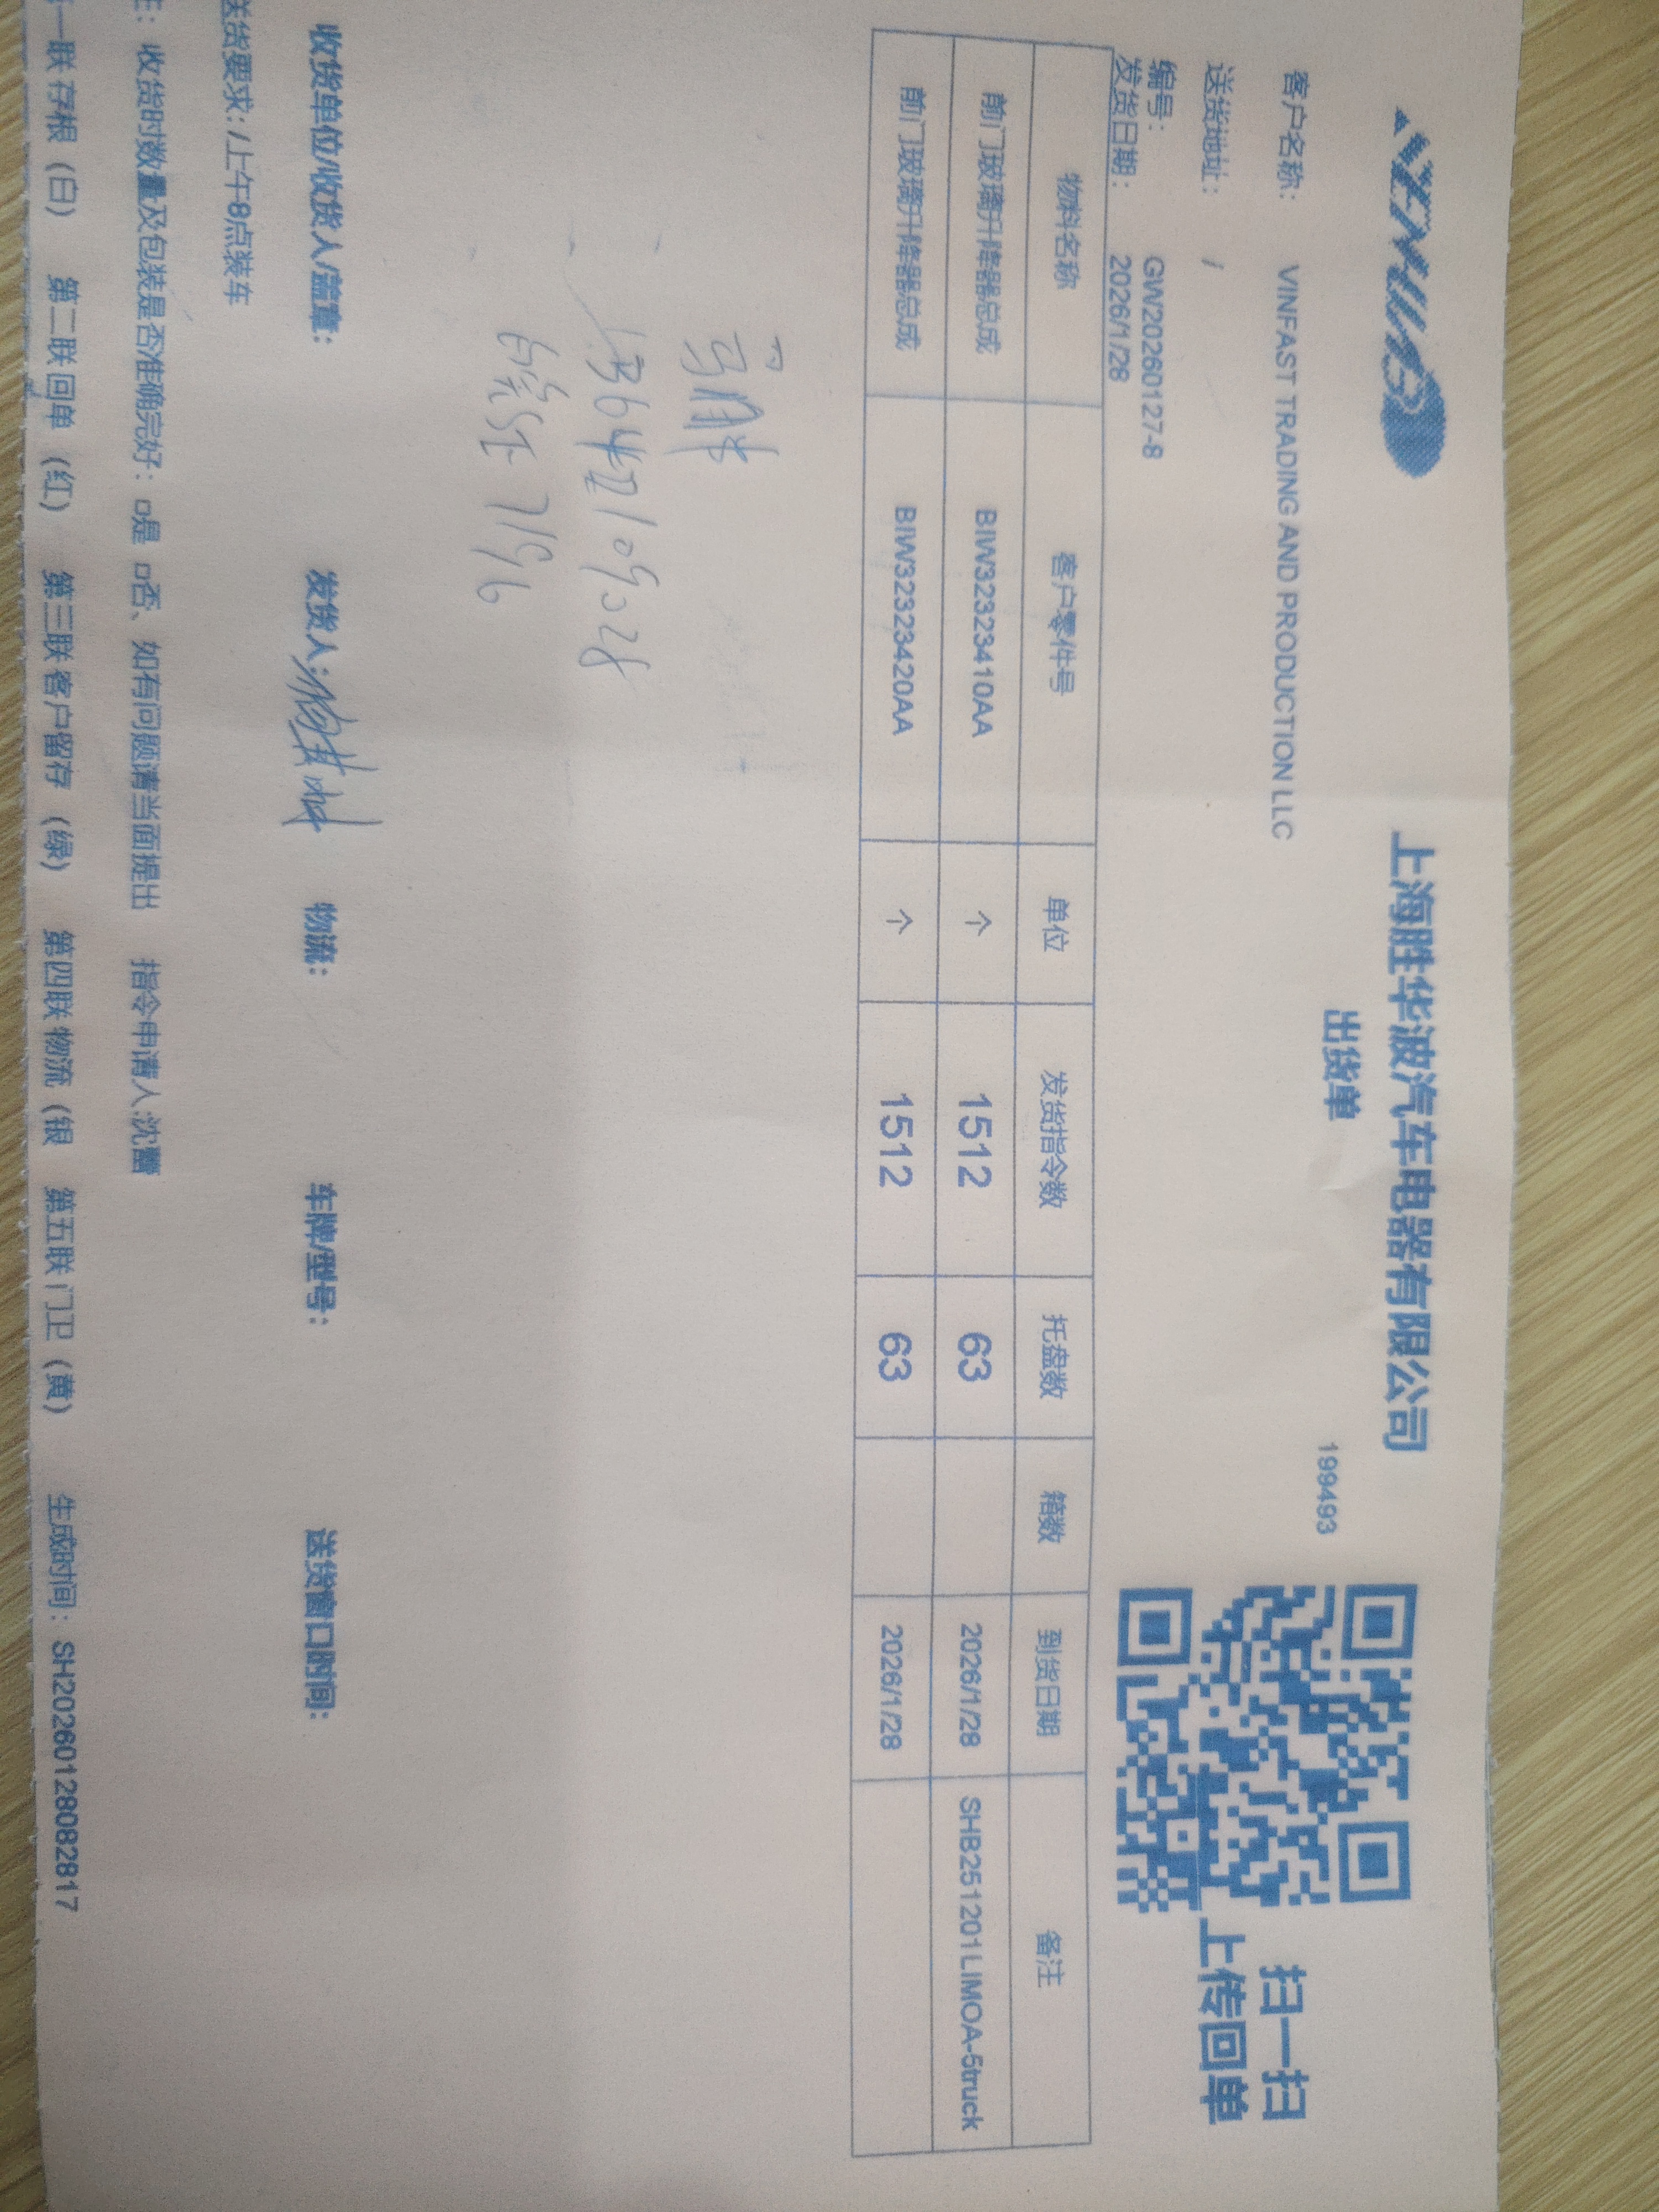 SENHWABO
上海胜华波汽车电器有限公司
出货单
199493
扫一扫
上传回单
客户名称： VINFAST TRADING AND PRODUCTION LLC
送货地址： /
编号： GW20260127-8
发货日期： 2026/1/28
物料名称 客户零件号 单位 发货指令数 托盘数 箱数 到货日期 备注
前门玻璃升降器总成 BIW32323410AA 个 1512 63 2026/1/28 SHB251201LIMOA-5truck
前门玻璃升降器总成 BIW32323420AA 个 1512 63 2026/1/28
收货单位/收货人/盖章： 发货人： 物流： 车牌/型号： 送货窗口时间：
送货要求：/上午8点装车
注： 收货时数量及包装是否准确完好：□是 □否、如有问题请当面提出 指令申请人:沈蕾
第一联 存根（白） 第二联 回单（红） 第三联 客户留存（绿） 第四联 物流（银 第五联 门卫（黄） 生成时间：SH20260128082817